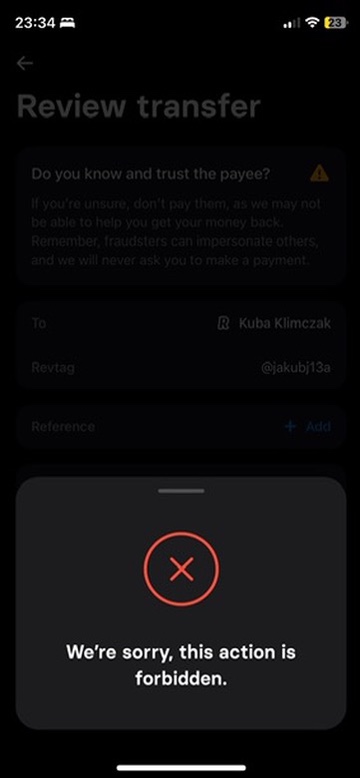 23:34
23
Review transfer
Do you know and trust the payee?
If you're unsure, don't pay them, as we may not
be able to help you get your money back.
Remember, fraudsters can impersonate others,
and we will never ask you to make a payment.
To
Kuba Klimczak
Revtag
@jakubj13a
Reference
+ Add
We're sorry, this action is
forbidden.